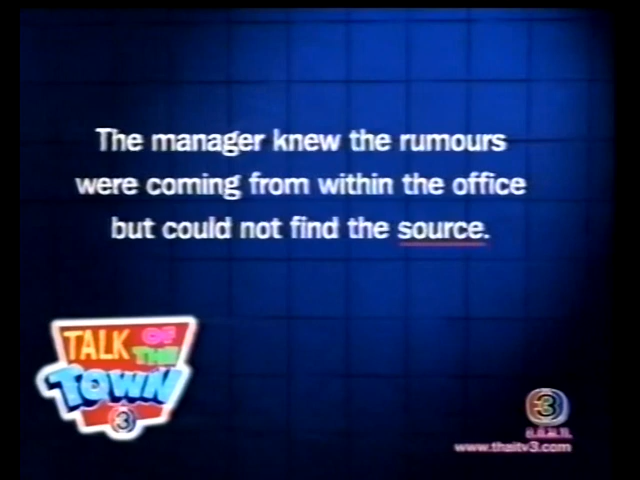 The manager knew the rumours
were coming from within the office
but could not find the source.
TALK OF THE
TOWN
3
3
www.thaitv3.com